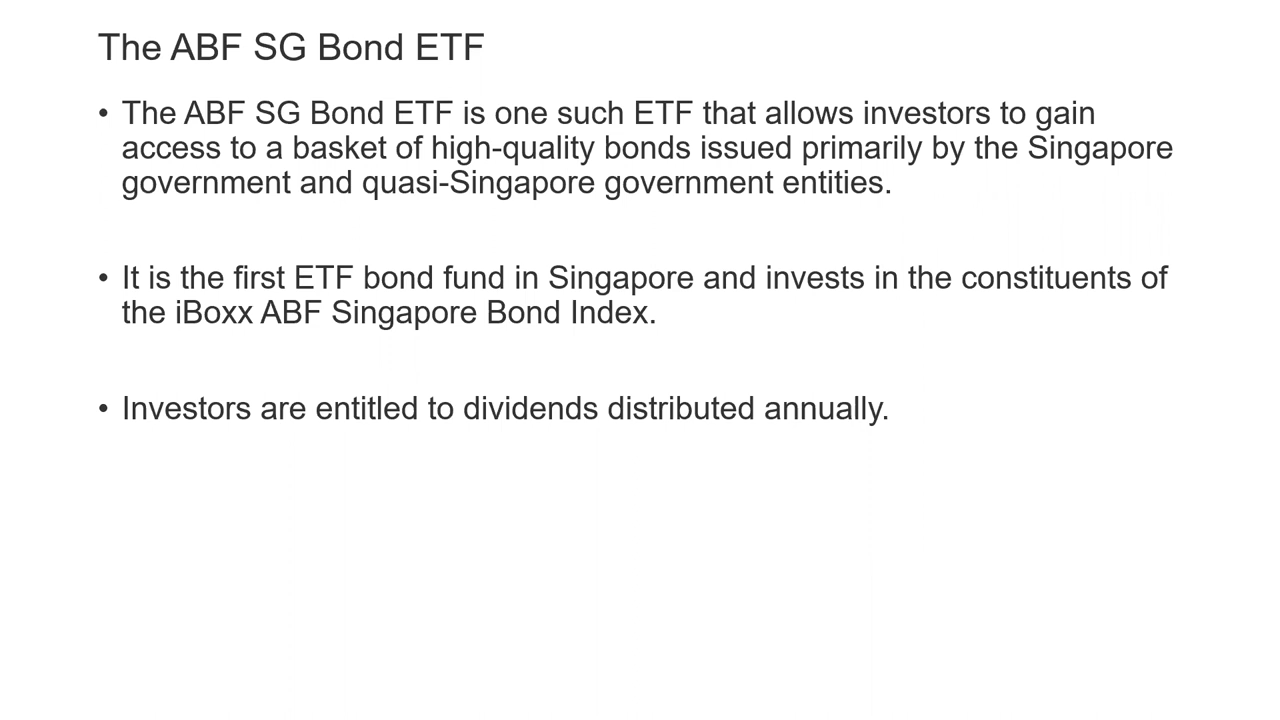 The ABF SG Bond ETF
• The ABF SG Bond ETF is one such ETF that allows investors to gain
access to a basket of high-quality bonds issued primarily by the Singapore
government and quasi-Singapore government entities.
• It is the first ETF bond fund in Singapore and invests in the constituents of
the iBoxx ABF Singapore Bond Index.
• Investors are entitled to dividends distributed annually.